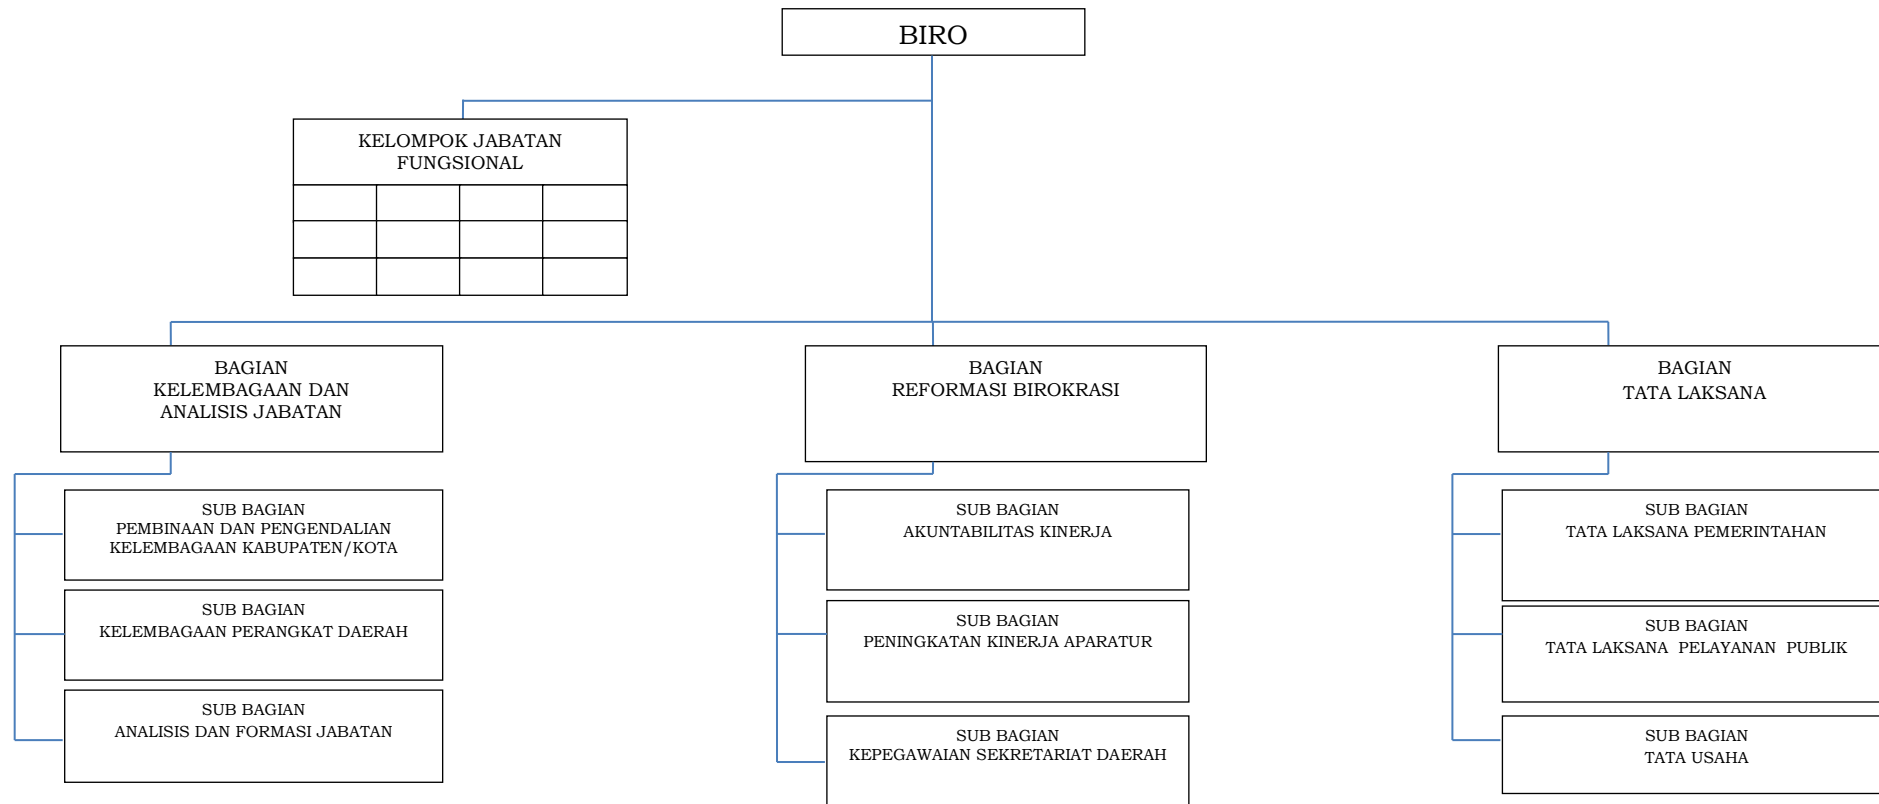 BIRO
KELOMPOK JABATAN
FUNGSIONAL
BAGIAN
KELEMBAGAAN DAN
ANALISIS JABATAN
SUB BAGIAN
PEMBINAAN DAN PENGENDALIAN
KELEMBAGAAN KABUPATEN/KOTA
SUB BAGIAN
KELEMBAGAAN PERANGKAT DAERAH
SUB BAGIAN
ANALISIS DAN FORMASI JABATAN
BAGIAN
REFORMASI BIROKRASI
SUB BAGIAN
AKUNTABILITAS KINERJA
SUB BAGIAN
PENINGKATAN KINERJA APARATUR
SUB BAGIAN
KEPEGAWAIAN SEKRETARIAT DAERAH
BAGIAN
TATA LAKSANA
SUB BAGIAN
TATA LAKSANA PEMERINTAHAN
SUB BAGIAN
TATA LAKSANA PELAYANAN PUBLIK
SUB BAGIAN
TATA USAHA